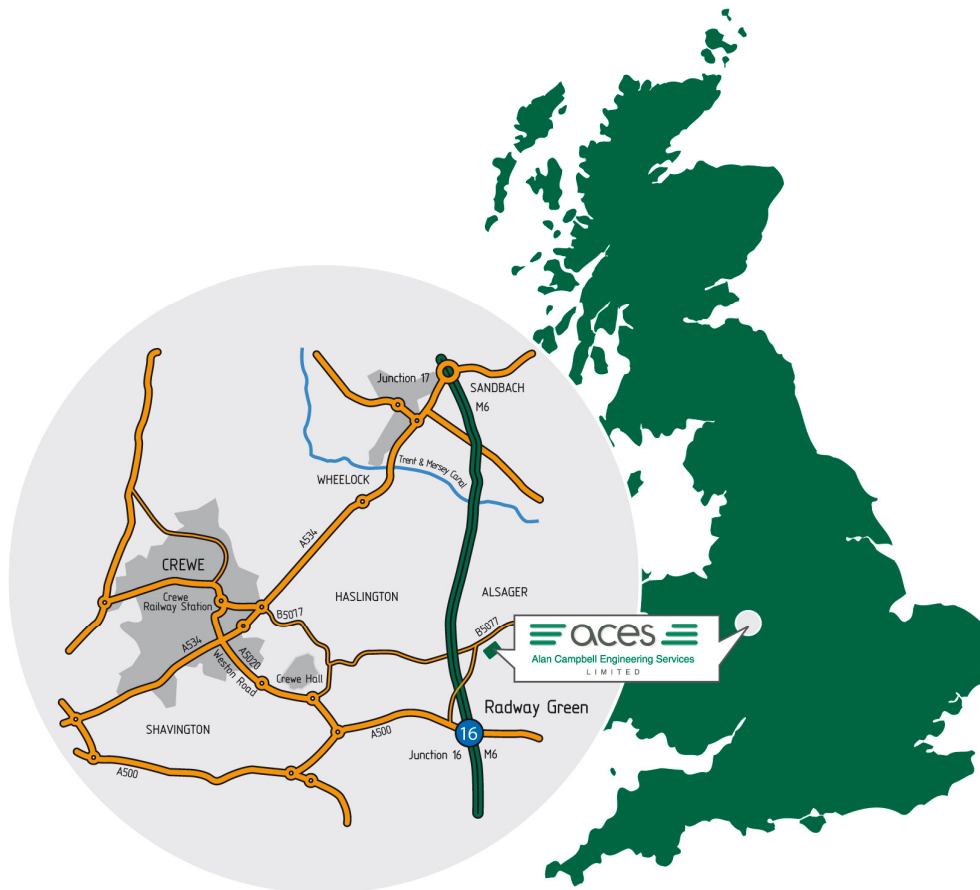 Junction 17
SANDBACH
M6
Trent & Mersey Canal
WHEELOCK
A534
CREWE
Crewe
Railway Station
HASLINGTON
ALSAGER
B5077
B5077
aces
Alan Campbell Engineering Services
LIMITED
A534
A5020
Weston Road
Crewe Hall
Radway Green
SHAVINGTON
A500
16
Junction 16
M6
A500